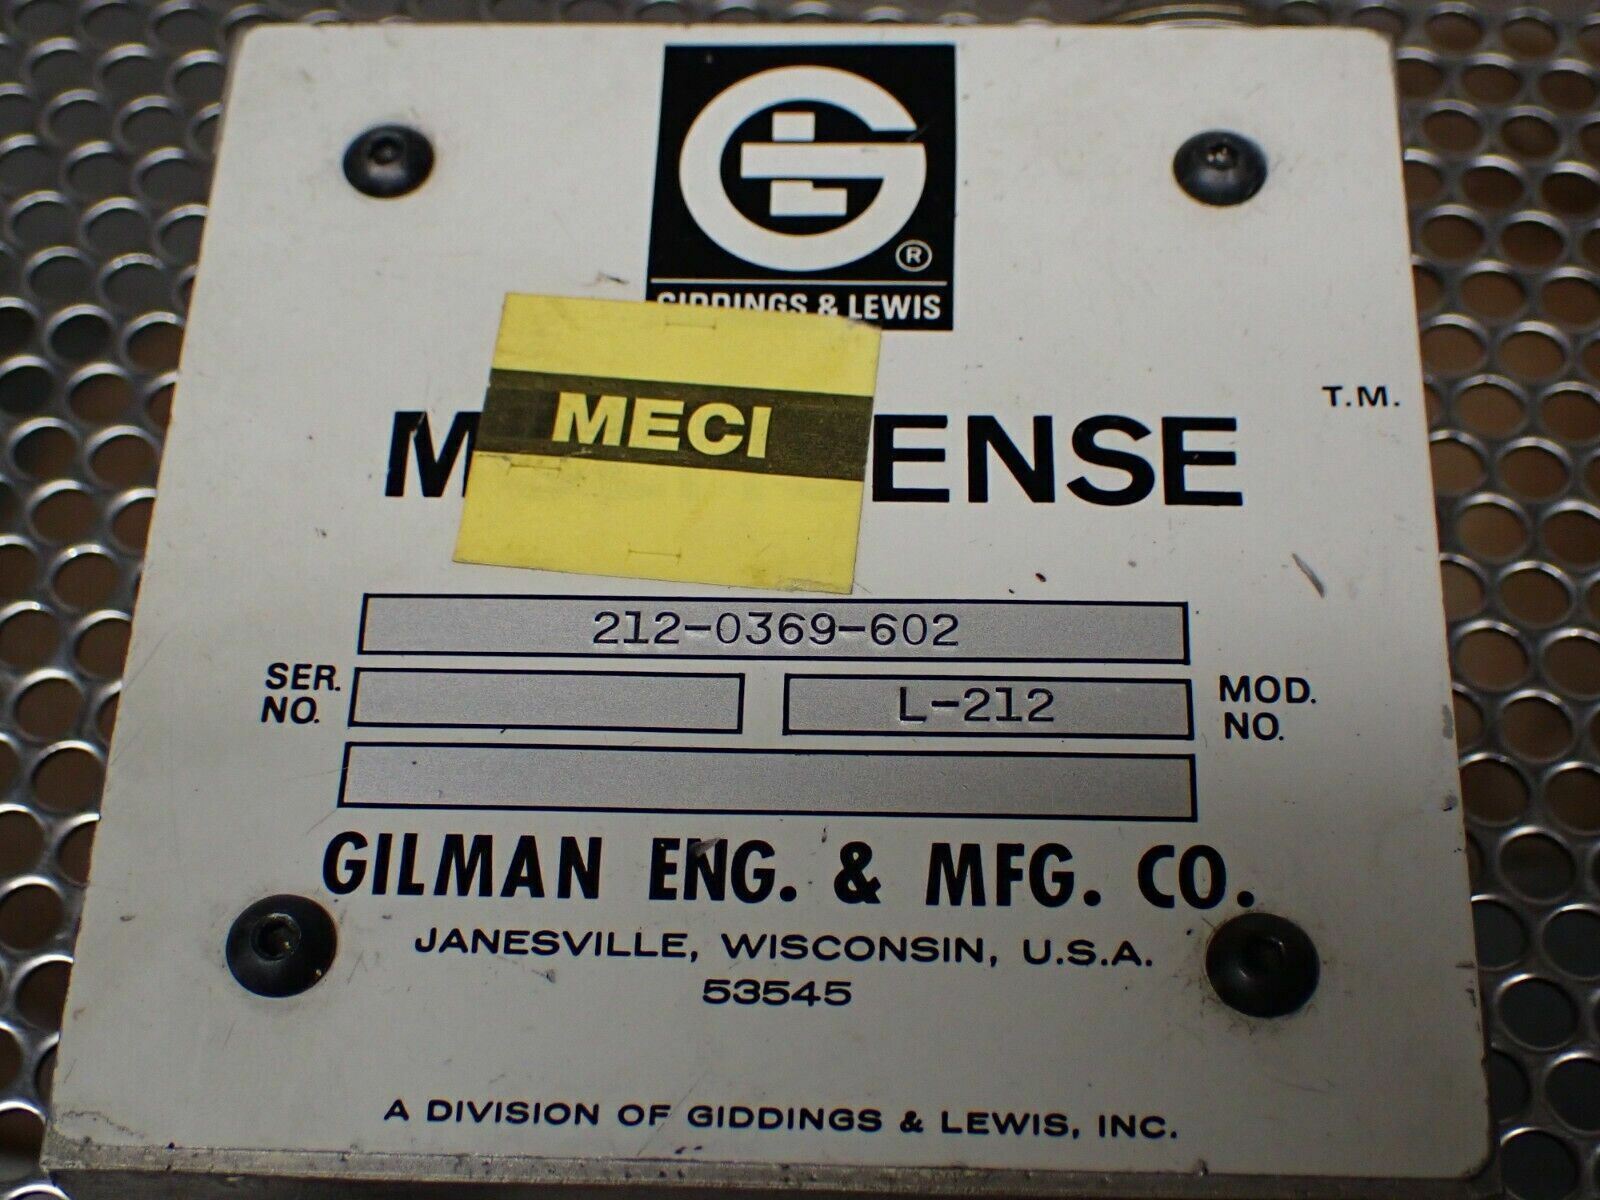 GL
®
GIDDINGS & LEWIS
MECI
T.M.
M ENSE
212-0369-602
SER. NO.
L-212
MOD. NO.
GILMAN ENG. & MFG. CO.
JANESVILLE, WISCONSIN, U.S.A.
53545
A DIVISION OF GIDDINGS & LEWIS, INC.